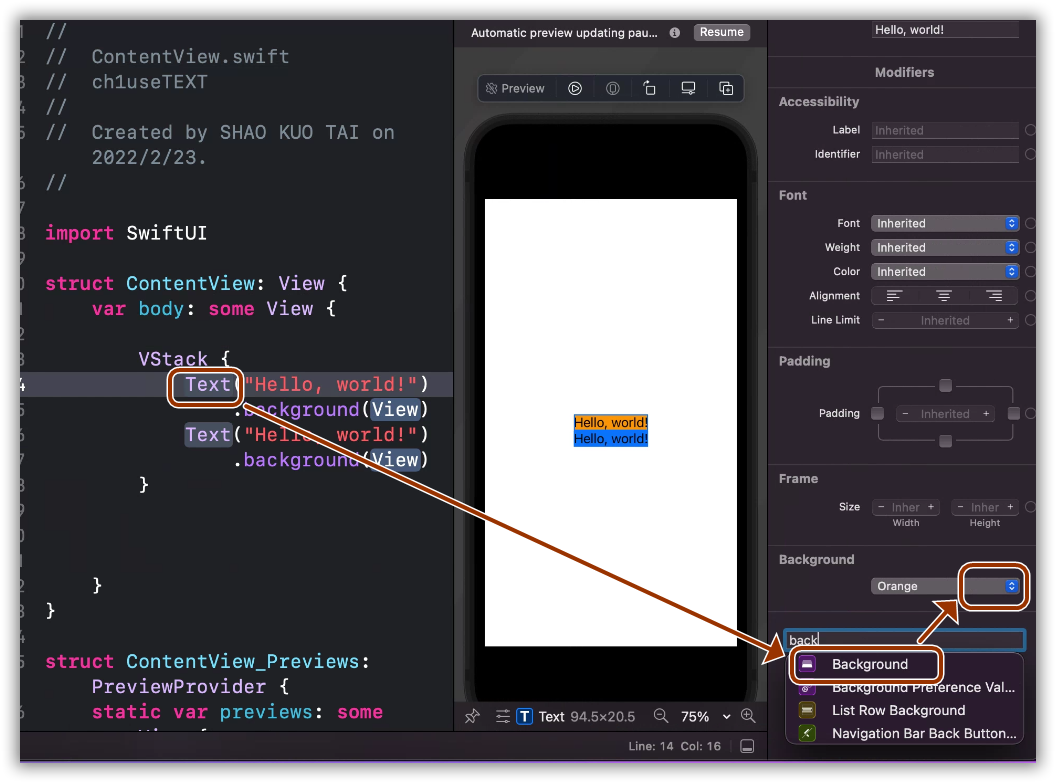 //
// ContentView.swift
// ch1useTEXT
//
// Created by SHAO KUO TAI on
2022/2/23.
//
import SwiftUI
struct ContentView: View {
var body: some View {
VStack {
Text("Hello, world!")
.background(View)
Text("Hello, world!")
.background(View)
}
}
}
struct ContentView_Previews:
PreviewProvider {
static var previews: some
Automatic preview updating pau...
Resume
Preview
Hello, world!
Hello, world!
T Text 94.5×20.5
75%
Line: 14 Col: 16
Hello, world!
Modifiers
Accessibility
Label Inherited
Identifier Inherited
Font
Font Inherited
Weight Inherited
Color Inherited
Alignment
Line Limit − Inherited +
Padding
Padding − Inherited +
Frame
Size − Inher + − Inher +
Width Height
Background
Orange
back
Background
Background Preference Val...
List Row Background
Navigation Bar Back Button...